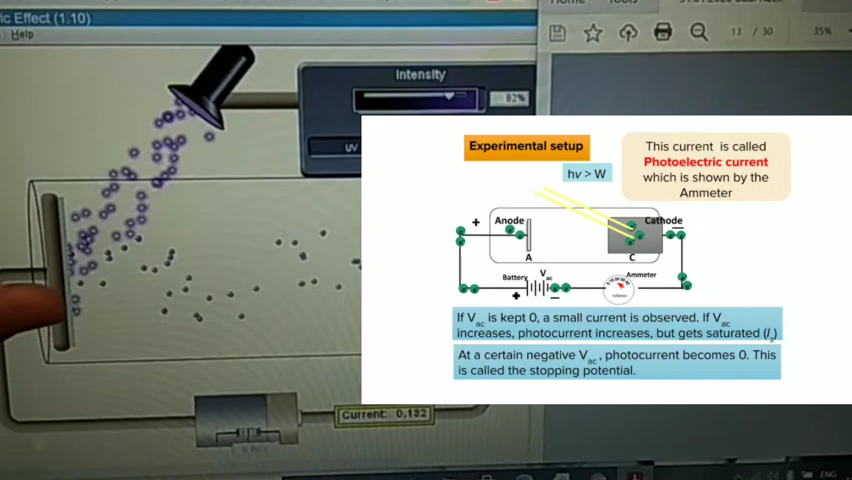 ic Effect (1.10)
Help
Intensity
82%
UV
Current: 0.132
Home
Tools
13 / 30
35%
Experimental setup
hν > W
This current is called
Photoelectric current
which is shown by the
Ammeter
+
Anode
Cathode
−
A
C
Battery
Vac
Ammeter
+
−
If Vac is kept 0, a small current is observed. If Vac
increases, photocurrent increases, but gets saturated (Is)
At a certain negative Vac, photocurrent becomes 0. This
is called the stopping potential.
ENG